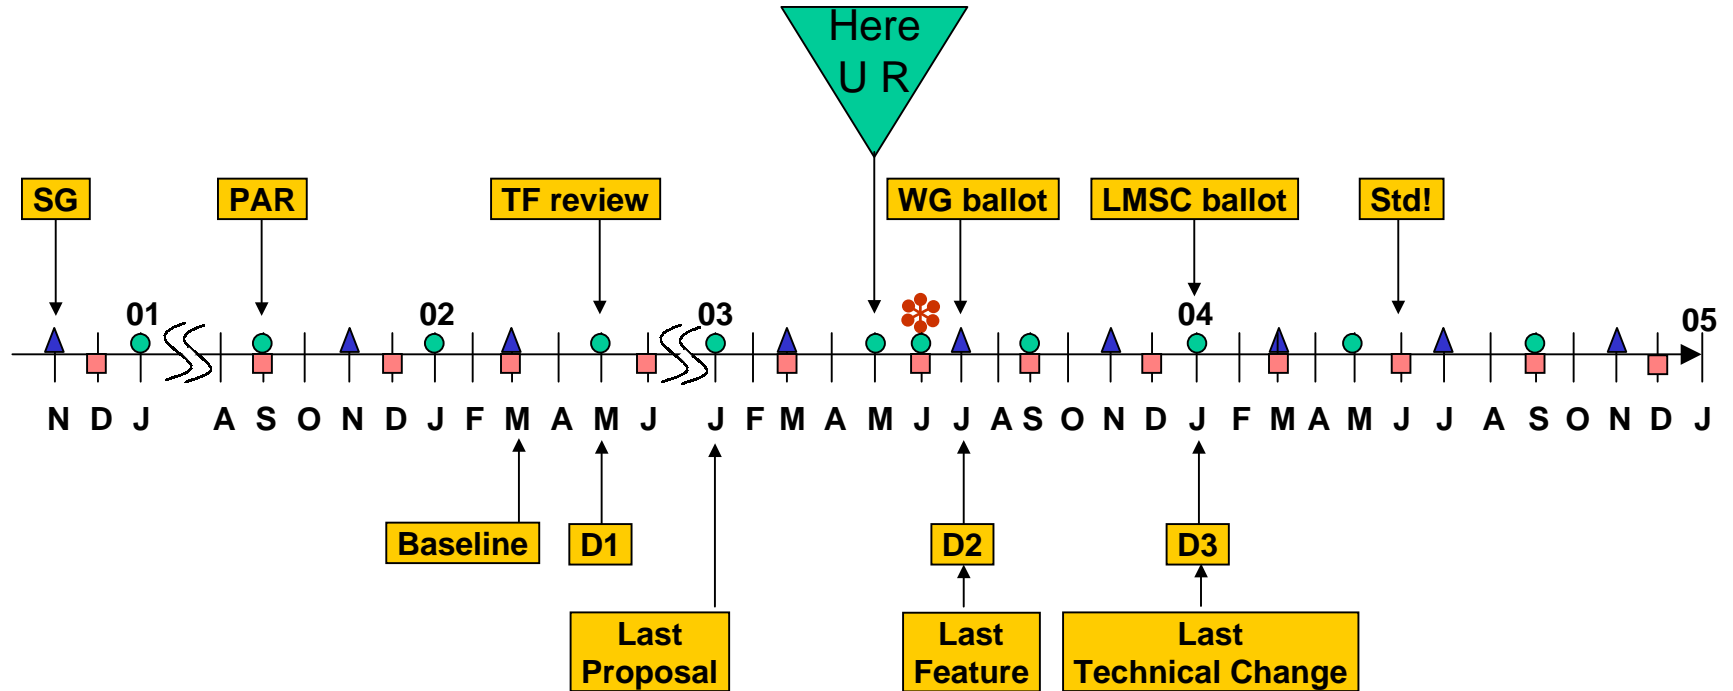 Here
U R
SG
PAR
TF review
WG ballot
LMSC ballot
Std!
01
02
03
04
05
N D J A S O N D J F M A M J J F M A M J J A S O N D J F M A M J J A S O N D J
Baseline
D1
D2
D3
Last
Proposal
Last
Feature
Last
Technical Change